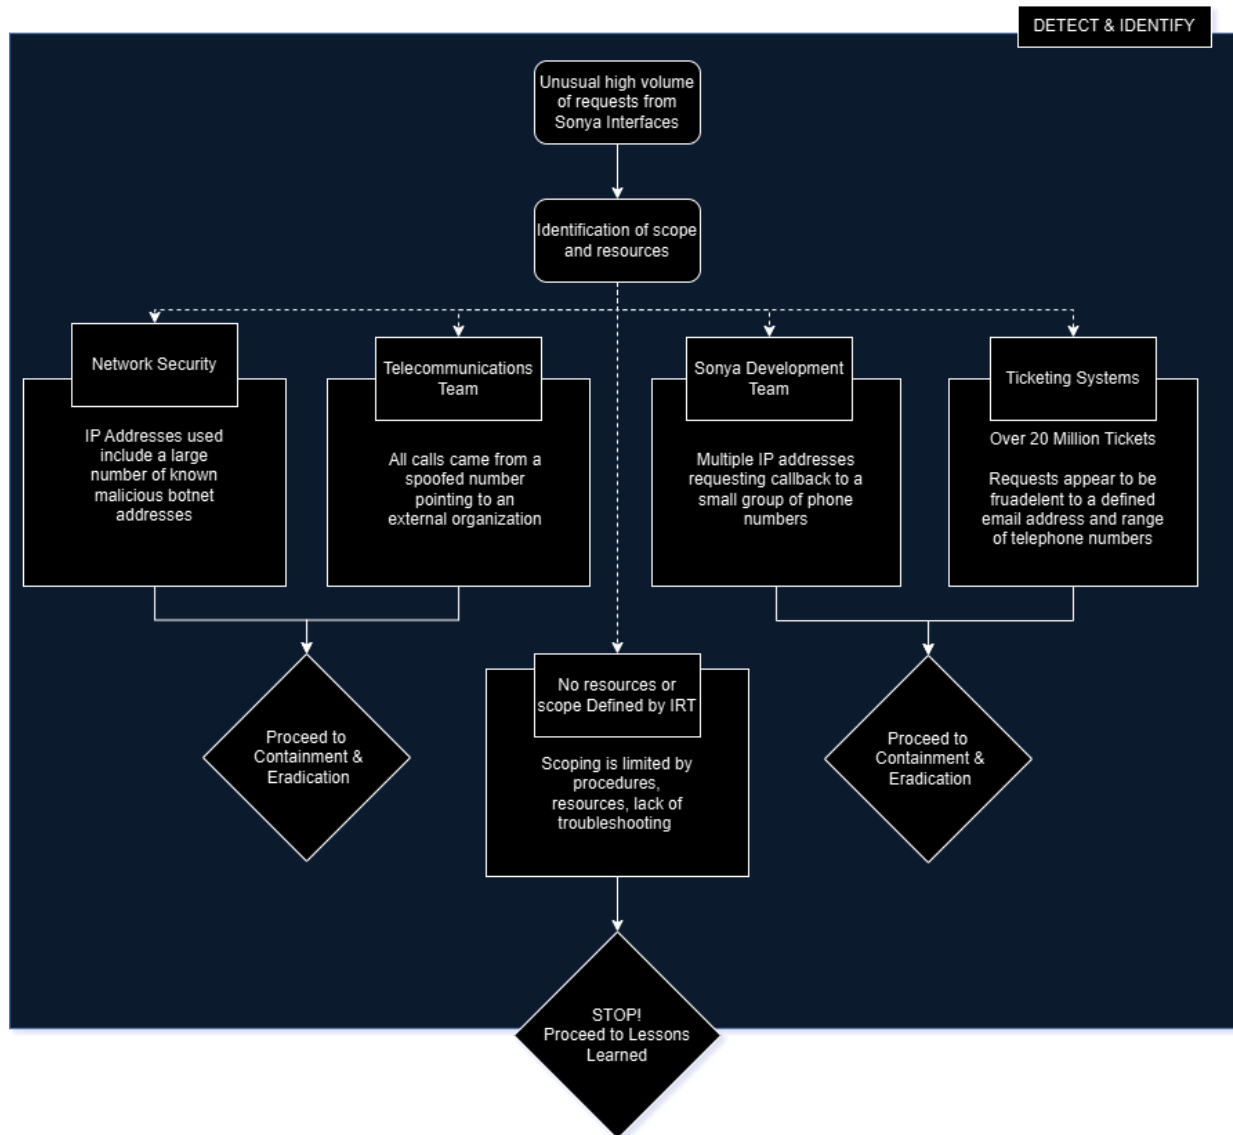 DETECT & IDENTIFY
Unusual high volume
of requests from
Sonya Interfaces
Identification of scope
and resources
Network Security
IP Addresses used
include a large
number of known
malicious botnet
addresses
Telecommunications
Team
All calls came from a
spoofed number
pointing to an
external organization
Sonya Development
Team
Multiple IP addresses
requesting callback to a
small group of phone
numbers
Ticketing Systems
Over 20 Million Tickets
Requests appear to be
fruadelent to a defined
email address and range
of telephone numbers
Proceed to
Containment &
Eradication
No resources or
scope Defined by IRT
Scoping is limited by
procedures,
resources, lack of
troubleshooting
Proceed to
Containment &
Eradication
STOP!
Proceed to Lessons
Learned